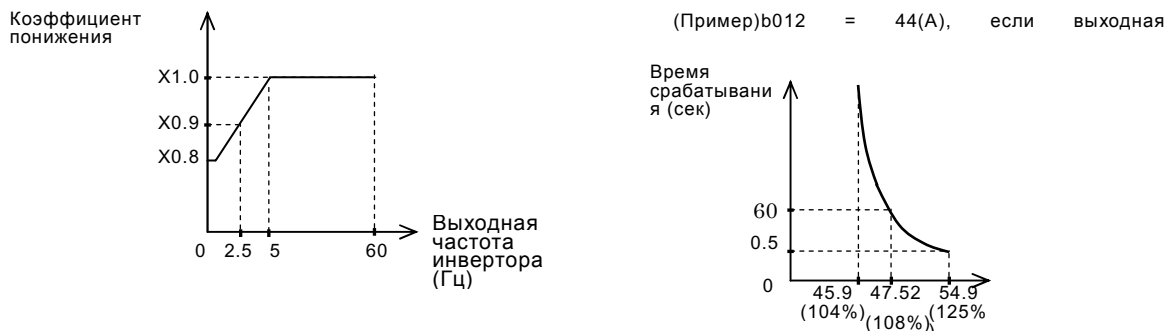 Коэффициент
понижения
X1.0
X0.9
X0.8
0 2.5 5 60
Выходная
частота
инвертора
(Гц)
(Пример)b012 = 44(А), если выходная
Время
срабатывани
я (сек)
60
0.5
0
45.9 47.52 54.9
(104%) (108%) (125%